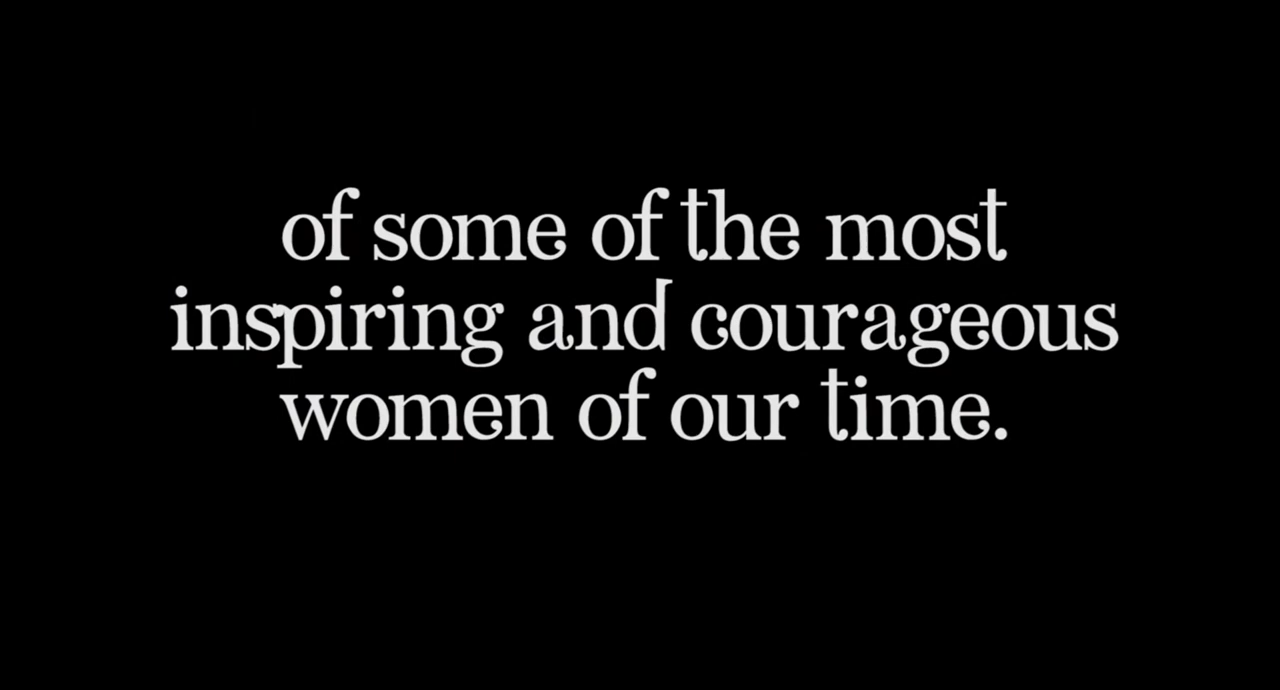 of some of the most
inspiring and courageous
women of our time.